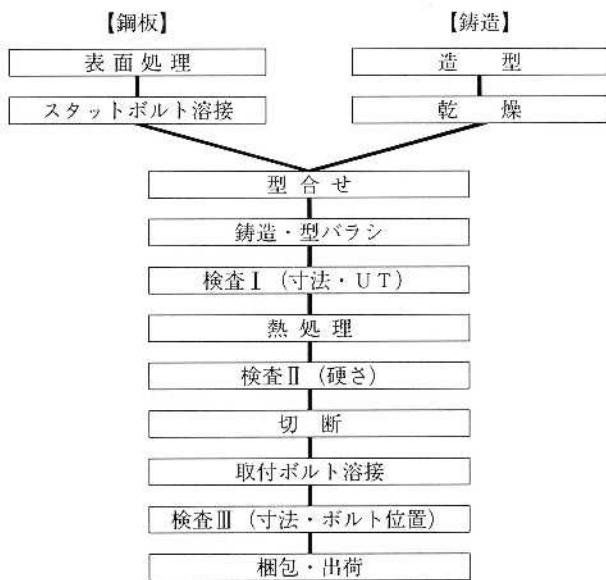 【鋼板】
【鋳造】
表面処理
造型
スタットボルト溶接
乾燥
型合せ
鋳造・型バラシ
検査Ⅰ（寸法・UT）
熱処理
検査Ⅱ（硬さ）
切断
取付ボルト溶接
検査Ⅲ（寸法・ボルト位置）
梱包・出荷